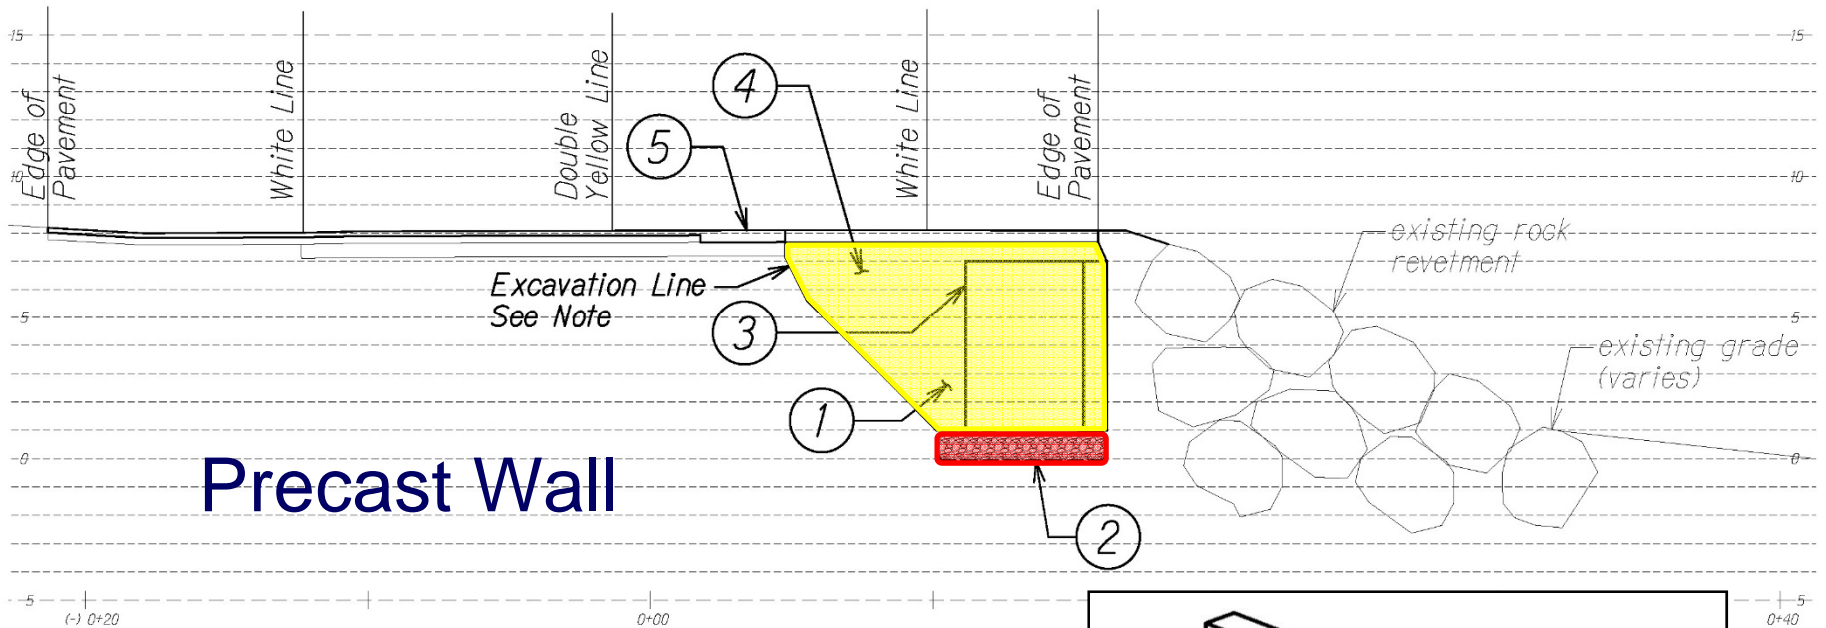 15
15
Edge of
Pavement
White Line
Double
Yellow Line
4
5
White Line
Edge of
Pavement
10
10
existing rock
revetment
Excavation Line
See Note
3
5
5
existing grade
(varies)
1
0
0
Precast Wall
2
-5
-5
(-) 0+20
0+00
0+40